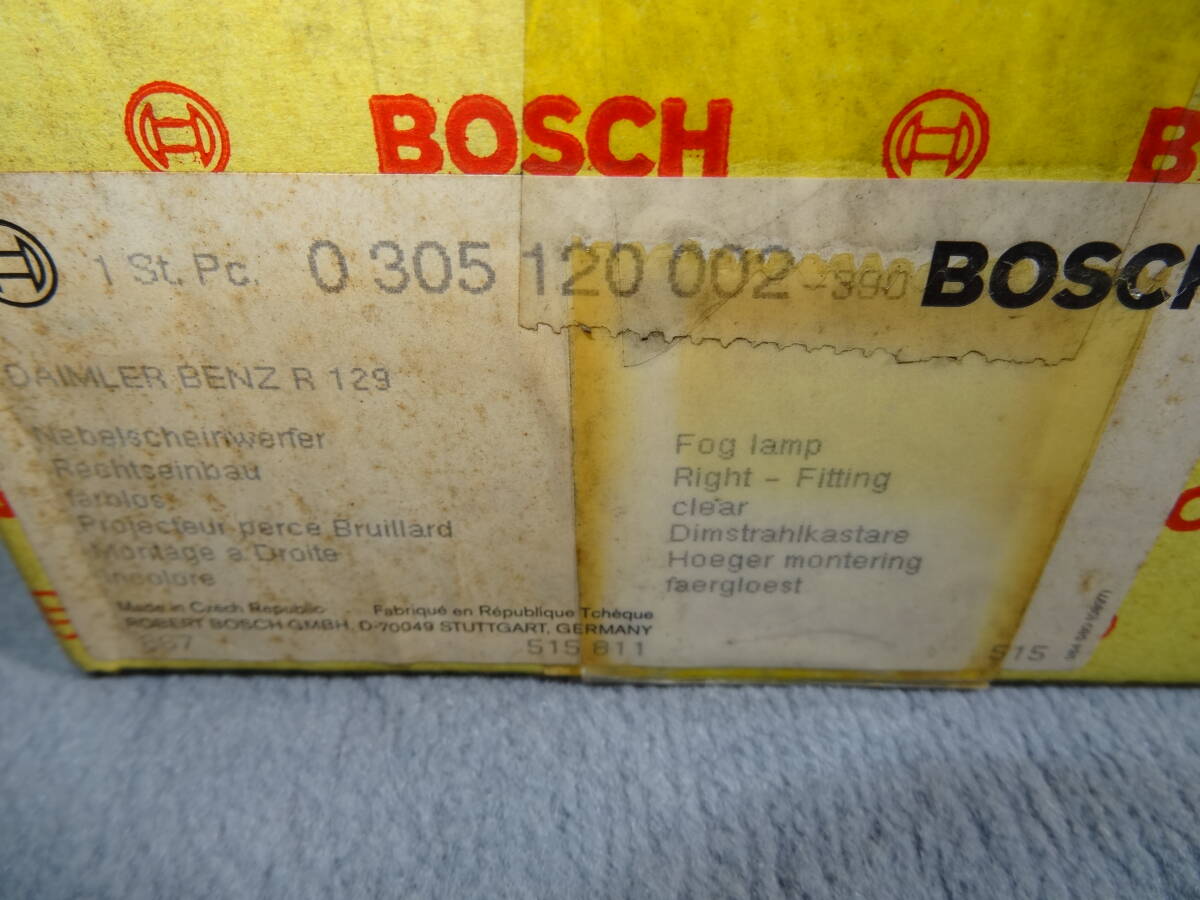 BOSCH
1 St. Pc. 0 305 120 002 -390 BOSCH
DAIMLER BENZ R 129
Nebelscheinwerfer
Rechtseinbau
farblos
Projecteur perce Bruillard
Montage a Droite
incolore
Fog lamp
Right - Fitting
clear
Dimstrahlkastare
Hoeger montering
faergloest
Made in Czech Republic Fabriqué en République Tchèque
ROBERT BOSCH GMBH, D-70049 STUTTGART, GERMANY
S15 811 S15